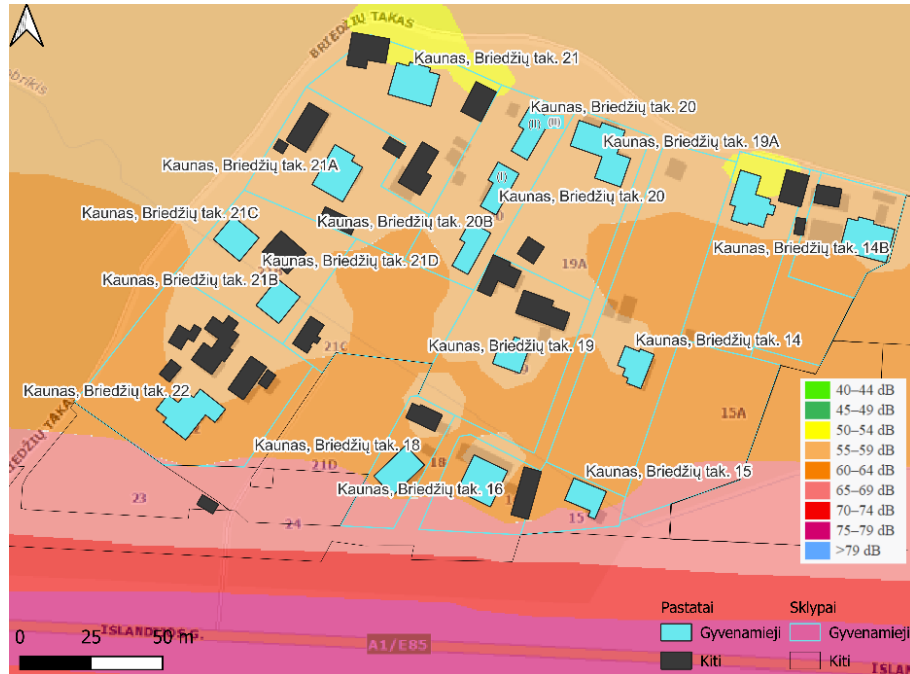 BRIEDŽIŲ TAKAS
Kaunas, Briedžių tak. 21
Kaunas, Briedžių tak. 20
(II)
(II)
Kaunas, Briedžių tak. 19A
Kaunas, Briedžių tak. 21A
(I)
Kaunas, Briedžių tak. 20
Kaunas, Briedžių tak. 21C
Kaunas, Briedžių tak. 20B
Kaunas, Briedžių tak. 14B
Kaunas, Briedžių tak. 21D
19A
Kaunas, Briedžių tak. 21B
21C
Kaunas, Briedžių tak. 19
Kaunas, Briedžių tak. 14
Kaunas, Briedžių tak. 22
15A
40–44 dB
45–49 dB
50–54 dB
55–59 dB
60–64 dB
65–69 dB
70–74 dB
75–79 dB
>79 dB
Kaunas, Briedžių tak. 18
21D
18
Kaunas, Briedžių tak. 15
Kaunas, Briedžių tak. 16
23
24
15
Pastatai
Sklypai
Gyvenamieji
Gyvenamieji
Kiti
Kiti
0 25 50 m
ISLANDIJOS G.
A1/E85